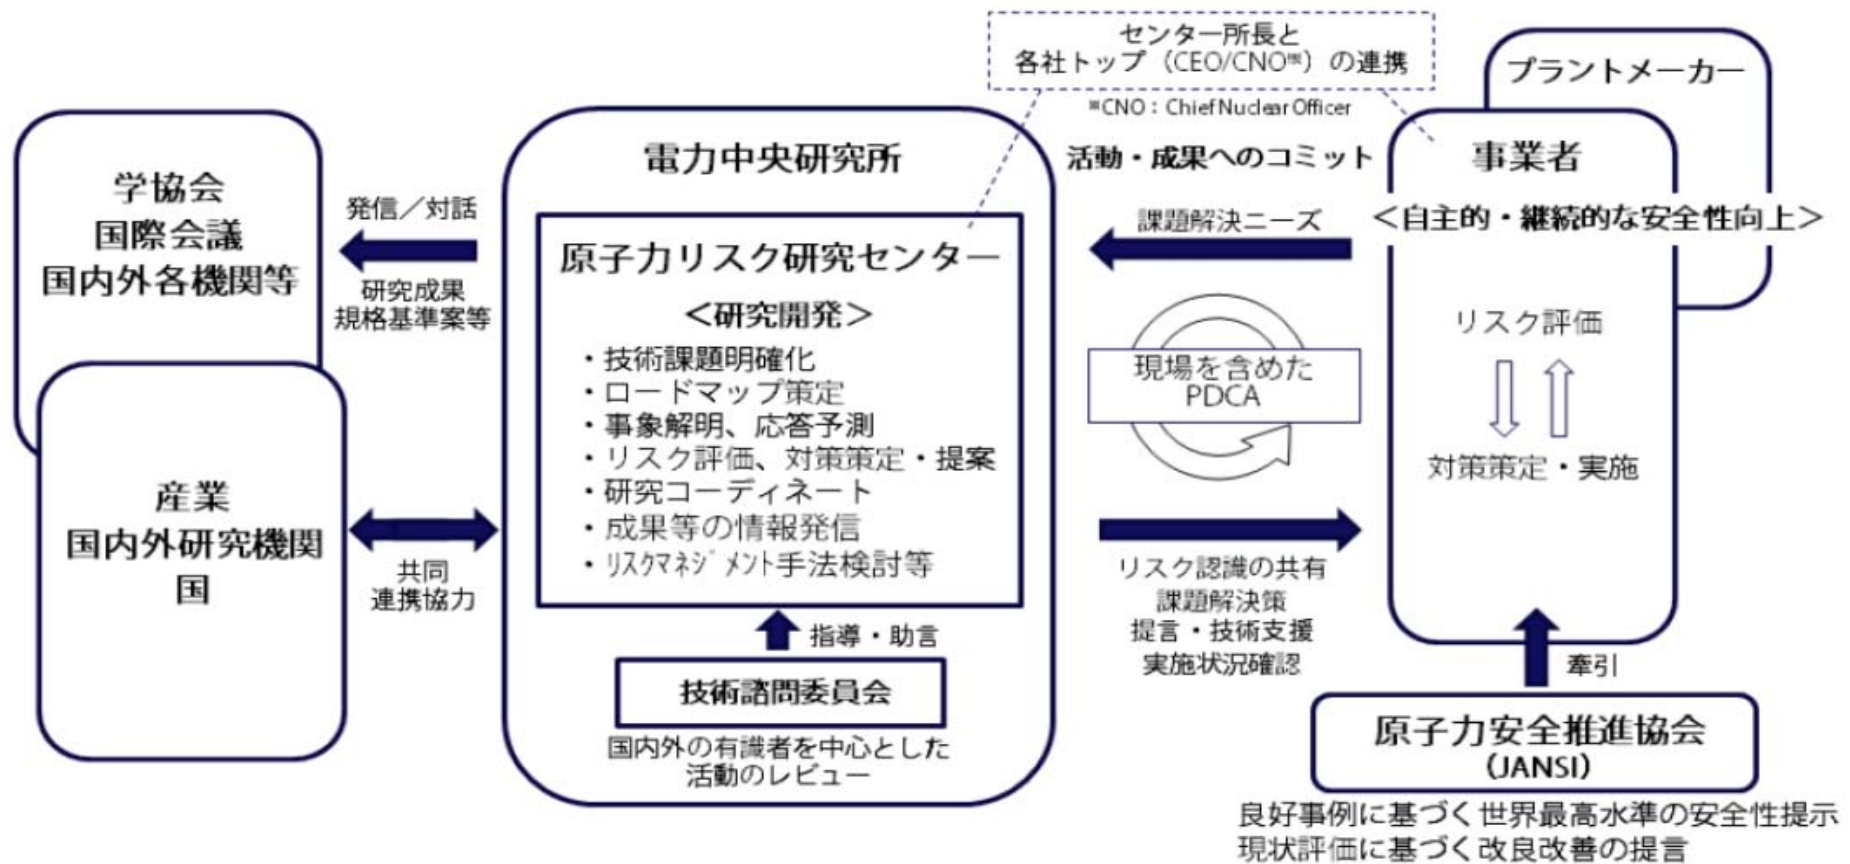 センター所長と
各社トップ（CEO/CNO※）の連携
※CNO：Chief Nuclear Officer
プラントメーカー
学協会
国際会議
国内外各機関等
発信／対話
研究成果
規格基準案等
産業
国内外研究機関
国
共同
連携協力
電力中央研究所
原子力リスク研究センター
＜研究開発＞
・技術課題明確化
・ロードマップ策定
・事象解明、応答予測
・リスク評価、対策策定・提案
・研究コーディネート
・成果等の情報発信
・ﾘｽｸﾏﾈｼﾞﾒﾝﾄ手法検討等
指導・助言
技術諮問委員会
国内外の有識者を中心とした
活動のレビュー
活動・成果へのコミット
課題解決ニーズ
現場を含めた
PDCA
リスク認識の共有
課題解決策
提言・技術支援
実施状況確認
事業者
＜自主的・継続的な安全性向上＞
リスク評価
対策策定・実施
牽引
原子力安全推進協会
（JANSI）
良好事例に基づく世界最高水準の安全性提示
現状評価に基づく改良改善の提言